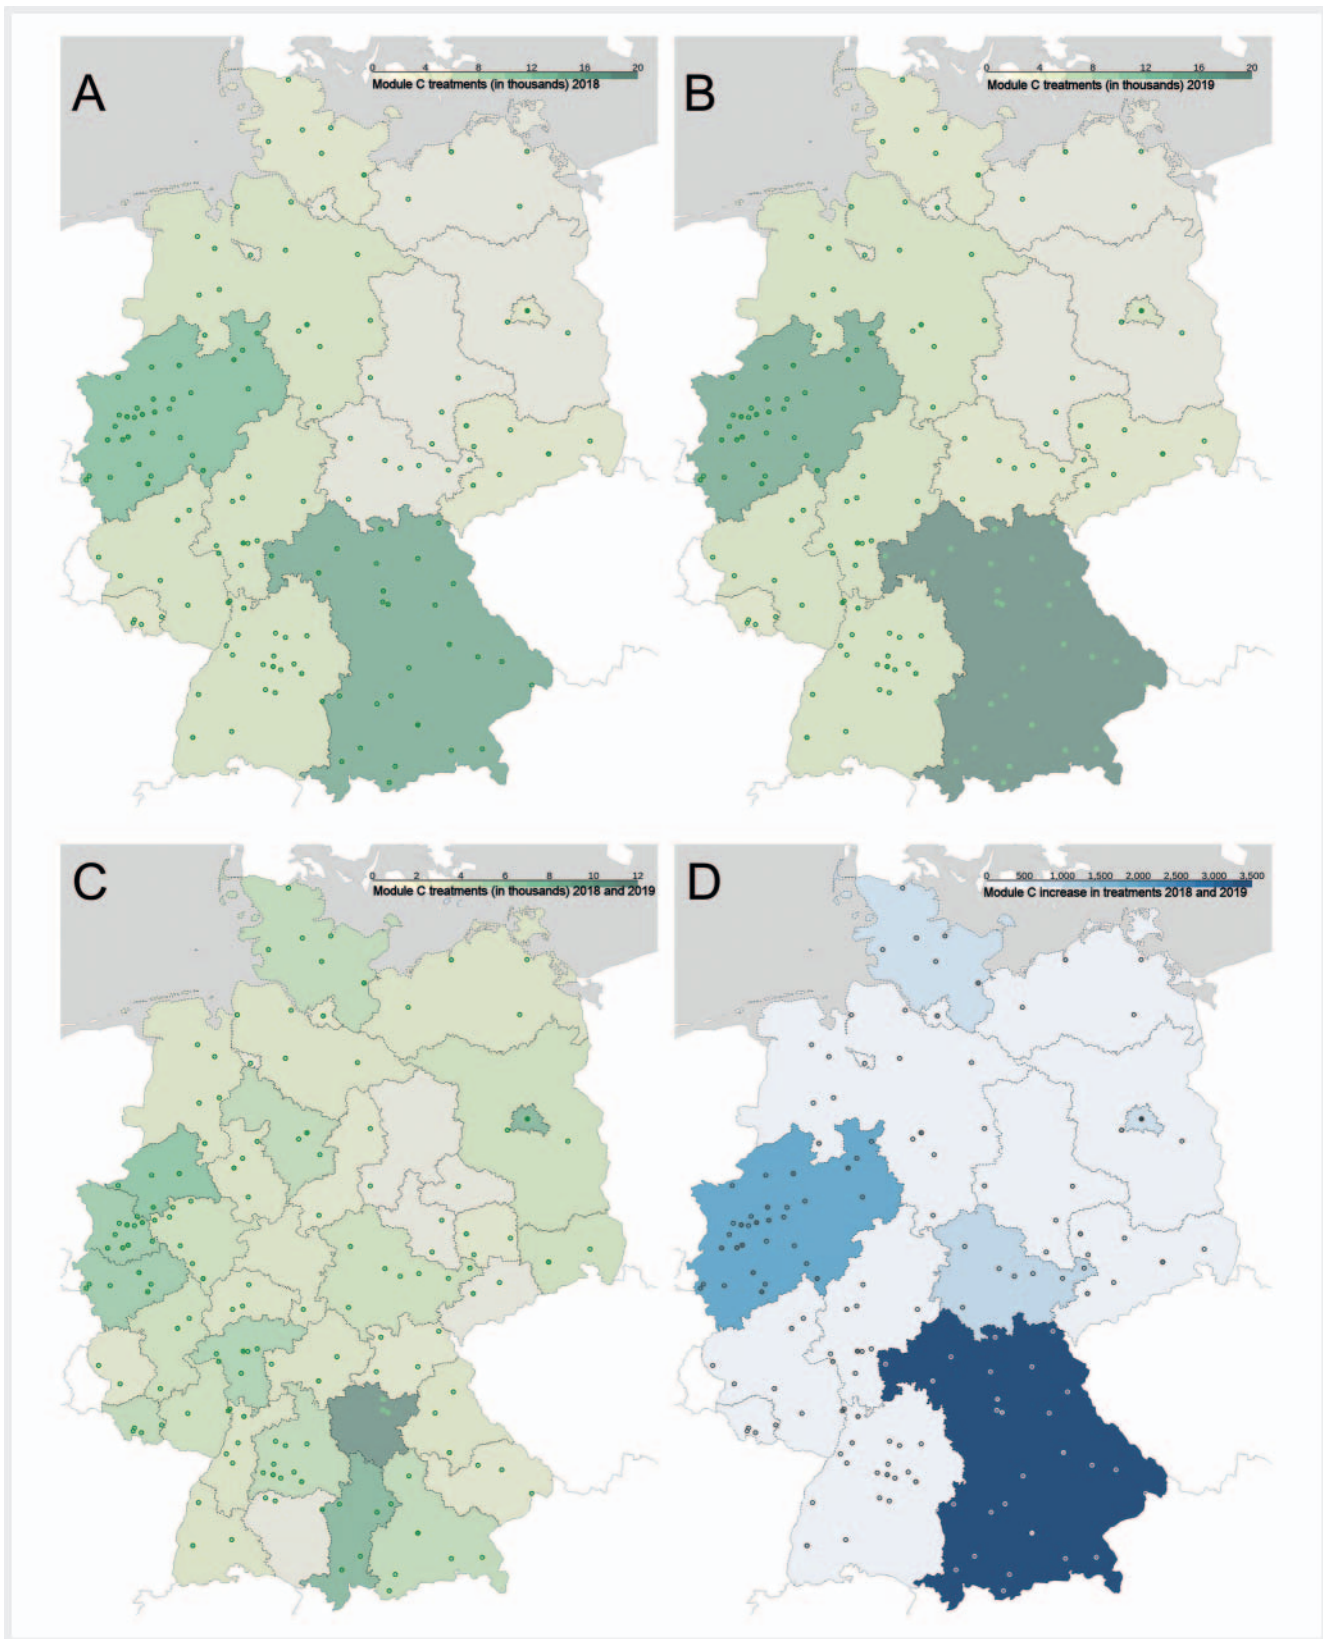 A
0 4 8 12 16 20
Module C treatments (in thousands) 2018
B
0 4 8 12 16 20
Module C treatments (in thousands) 2019
C
0 2 4 6 8 10 12
Module C treatments (in thousands) 2018 and 2019
D
0 500 1,000 1,500 2,000 2,500 3,000 3,500
Module C increase in treatments 2018 and 2019